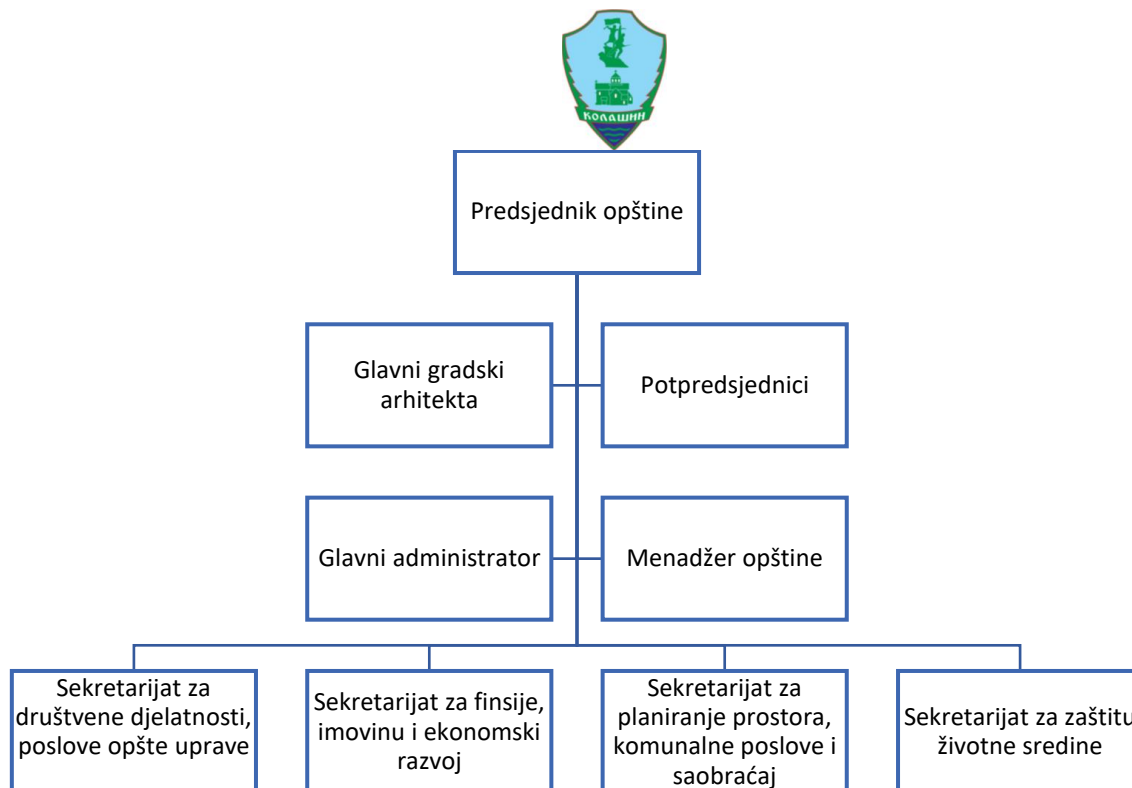 КОЛАШИН
Predsjednik opštine
Glavni gradski
arhitekta
Potpredsjednici
Glavni administrator
Menadžer opštine
Sekretarijat za
društvene djelatnosti,
poslove opšte uprave
Sekretarijat za finsije,
imovinu i ekonomski
razvoj
Sekretarijat za
planiranje prostora,
komunalne poslove i
saobraćaj
Sekretarijat za zaštitu
životne sredine